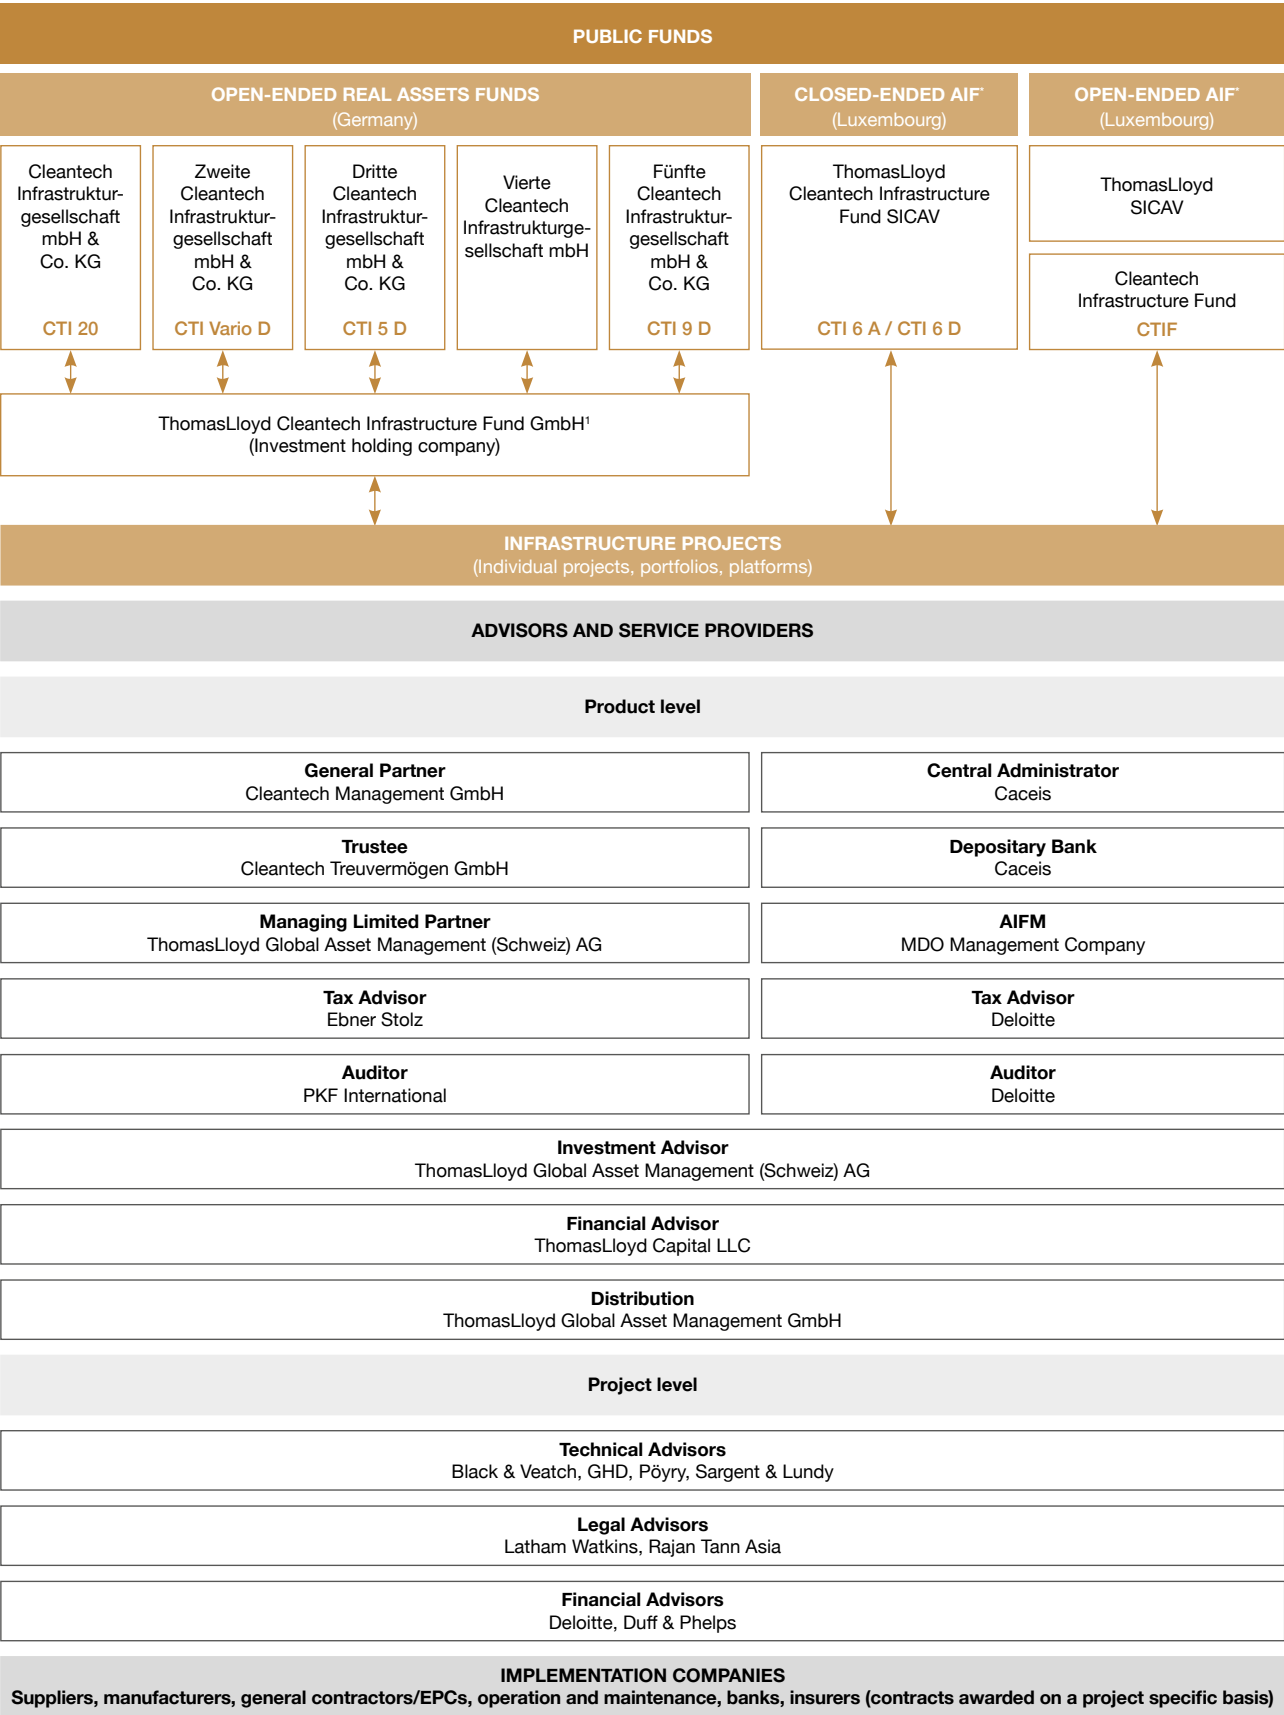 PUBLIC FUNDS
OPEN-ENDED REAL ASSETS FUNDS
(Germany)
CLOSED-ENDED AIF*
(Luxembourg)
OPEN-ENDED AIF*
(Luxembourg)
Cleantech
Infrastruktur-
gesellschaft
mbH &
Co. KG
CTI 20
Zweite
Cleantech
Infrastruktur-
gesellschaft
mbH &
Co. KG
CTI Vario D
Dritte
Cleantech
Infrastruktur-
gesellschaft
mbH &
Co. KG
CTI 5 D
Vierte
Cleantech
Infrastrukturge-
sellschaft mbH
Fünfte
Cleantech
Infrastruktur-
gesellschaft
mbH &
Co. KG
CTI 9 D
ThomasLloyd
Cleantech Infrastructure
Fund SICAV
CTI 6 A / CTI 6 D
ThomasLloyd
SICAV
Cleantech
Infrastructure Fund
CTIF
ThomasLloyd Cleantech Infrastructure Fund GmbH¹
(Investment holding company)
INFRASTRUCTURE PROJECTS
(Individual projects, portfolios, platforms)
ADVISORS AND SERVICE PROVIDERS
Product level
General Partner
Cleantech Management GmbH
Central Administrator
Caceis
Trustee
Cleantech Treuvermögen GmbH
Depositary Bank
Caceis
Managing Limited Partner
ThomasLloyd Global Asset Management (Schweiz) AG
AIFM
MDO Management Company
Tax Advisor
Ebner Stolz
Tax Advisor
Deloitte
Auditor
PKF International
Auditor
Deloitte
Investment Advisor
ThomasLloyd Global Asset Management (Schweiz) AG
Financial Advisor
ThomasLloyd Capital LLC
Distribution
ThomasLloyd Global Asset Management GmbH
Project level
Technical Advisors
Black & Veatch, GHD, Pöyry, Sargent & Lundy
Legal Advisors
Latham Watkins, Rajan Tann Asia
Financial Advisors
Deloitte, Duff & Phelps
IMPLEMENTATION COMPANIES
Suppliers, manufacturers, general contractors/EPCs, operation and maintenance, banks, insurers (contracts awarded on a project specific basis)